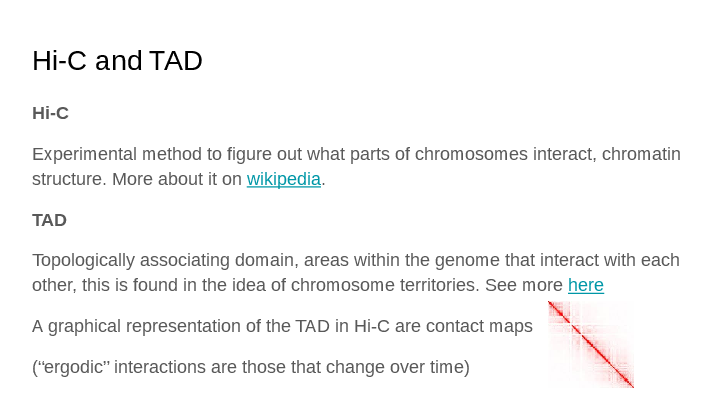 Hi-C and TAD
Hi-C
Experimental method to figure out what parts of chromosomes interact, chromatin
structure. More about it on wikipedia.
TAD
Topologically associating domain, areas within the genome that interact with each
other, this is found in the idea of chromosome territories. See more here
A graphical representation of the TAD in Hi-C are contact maps
(“ergodic” interactions are those that change over time)